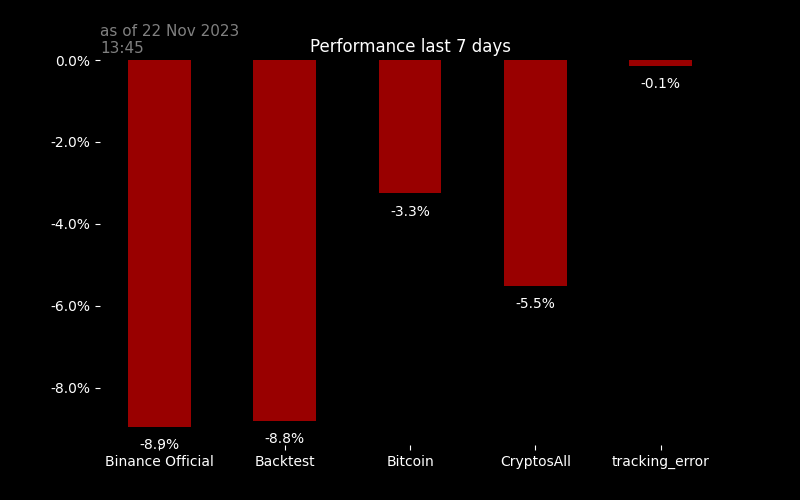 as of 22 Nov 2023
13:45
Performance last 7 days
0.0%
-2.0%
-4.0%
-6.0%
-8.0%
-8.9%
-8.8%
-3.3%
-5.5%
-0.1%
Binance Official
Backtest
Bitcoin
CryptosAll
tracking_error